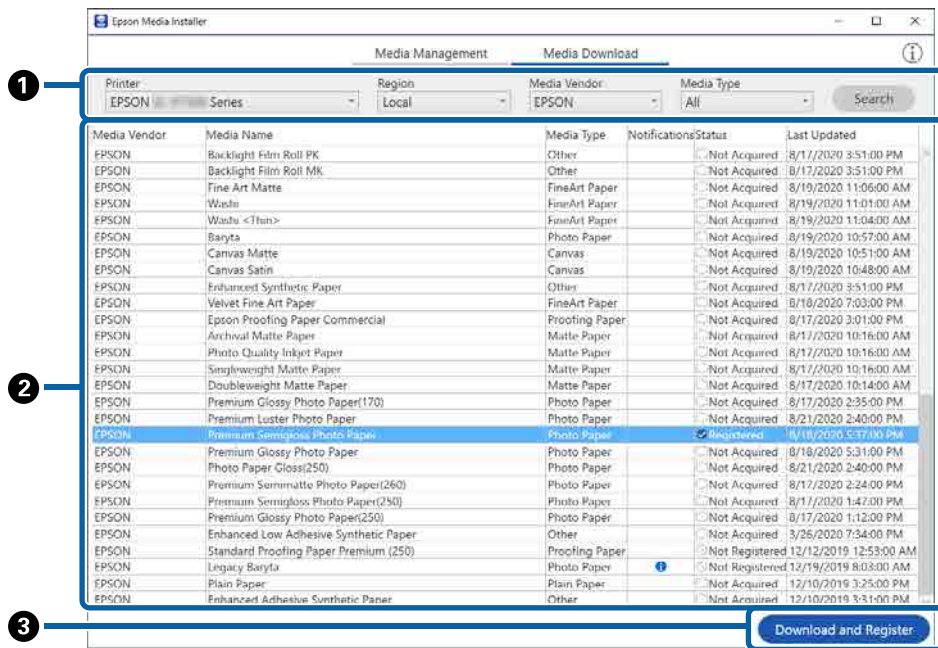 Epson Media Installer
Media Management Media Download
1
Printer Region Media Vendor Media Type
EPSON Series Local EPSON All Search
Media Vendor Media Name Media Type Notifications Status Last Updated
EPSON Backlight Film Roll PK Other Not Acquired 8/17/2020 3:51:00 PM
EPSON Backlight Film Roll MK Other Not Acquired 8/17/2020 3:51:00 PM
EPSON Fine Art Matte FineArt Paper Not Acquired 8/19/2020 11:06:00 AM
EPSON Washi FineArt Paper Not Acquired 8/19/2020 11:01:00 AM
EPSON Washi <Thin> FineArt Paper Not Acquired 8/19/2020 11:04:00 AM
EPSON Baryta Photo Paper Not Acquired 8/19/2020 10:57:00 AM
EPSON Canvas Matte Canvas Not Acquired 8/19/2020 10:51:00 AM
EPSON Canvas Satin Canvas Not Acquired 8/19/2020 10:48:00 AM
EPSON Enhanced Synthetic Paper Other Not Acquired 8/17/2020 3:51:00 PM
EPSON Velvet Fine Art Paper FineArt Paper Not Acquired 8/18/2020 7:03:00 PM
EPSON Epson Proofing Paper Commercial Proofing Paper Not Acquired 8/17/2020 3:01:00 PM
EPSON Archival Matte Paper Matte Paper Not Acquired 8/17/2020 10:16:00 AM
EPSON Photo Quality Inkjet Paper Matte Paper Not Acquired 8/17/2020 10:16:00 AM
EPSON Singleweight Matte Paper Matte Paper Not Acquired 8/17/2020 10:16:00 AM
2
EPSON Doubleweight Matte Paper Matte Paper Not Acquired 8/17/2020 10:14:00 AM
EPSON Premium Glossy Photo Paper(170) Photo Paper Not Acquired 8/17/2020 2:35:00 PM
EPSON Premium Luster Photo Paper Photo Paper Not Acquired 8/21/2020 2:40:00 PM
EPSON Premium Semigloss Photo Paper Photo Paper Registered 8/18/2020 5:37:00 PM
EPSON Premium Glossy Photo Paper Photo Paper Not Acquired 8/18/2020 5:31:00 PM
EPSON Photo Paper Gloss(250) Photo Paper Not Acquired 8/21/2020 2:40:00 PM
EPSON Premium Semimatte Photo Paper(260) Photo Paper Not Acquired 8/17/2020 2:24:00 PM
EPSON Premium Semigloss Photo Paper(250) Photo Paper Not Acquired 8/17/2020 1:47:00 PM
EPSON Premium Glossy Photo Paper(250) Photo Paper Not Acquired 8/17/2020 1:12:00 PM
EPSON Enhanced Low Adhesive Synthetic Paper Other Not Acquired 3/26/2020 7:34:00 PM
EPSON Standard Proofing Paper Premium (250) Proofing Paper Not Registered 12/12/2019 12:53:00 AM
EPSON Legacy Baryta Photo Paper Not Registered 12/19/2019 8:03:00 AM
EPSON Plain Paper Plain Paper Not Acquired 12/10/2019 3:25:00 PM
EPSON Enhanced Adhesive Synthetic Paper Other Not Acquired 12/10/2019 3:31:00 PM
3
Download and Register